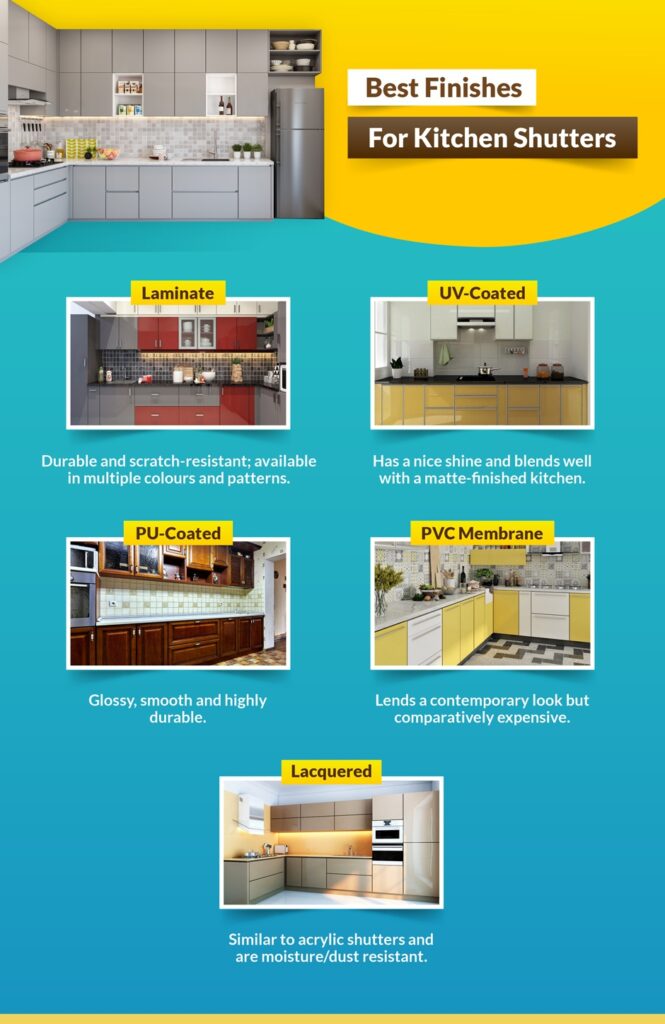 Best Finishes
For Kitchen Shutters
Laminate
Durable and scratch-resistant; available
in multiple colours and patterns.
UV-Coated
Has a nice shine and blends well
with a matte-finished kitchen.
PU-Coated
Glossy, smooth and highly
durable.
PVC Membrane
Lends a contemporary look but
comparatively expensive.
Lacquered
Similar to acrylic shutters and
are moisture/dust resistant.